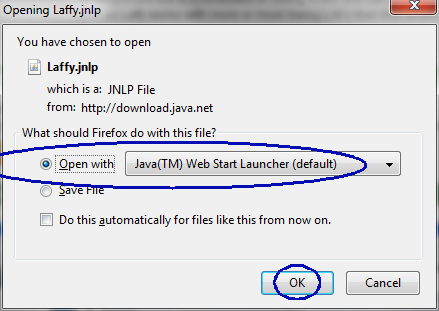 Opening Laffy.jnlp
You have chosen to open
Laffy.jnlp
which is a: JNLP File
from: http://download.java.net
What should Firefox do with this file?
Open with Java(TM) Web Start Launcher (default)
Save File
Do this automatically for files like this from now on.
OK Cancel